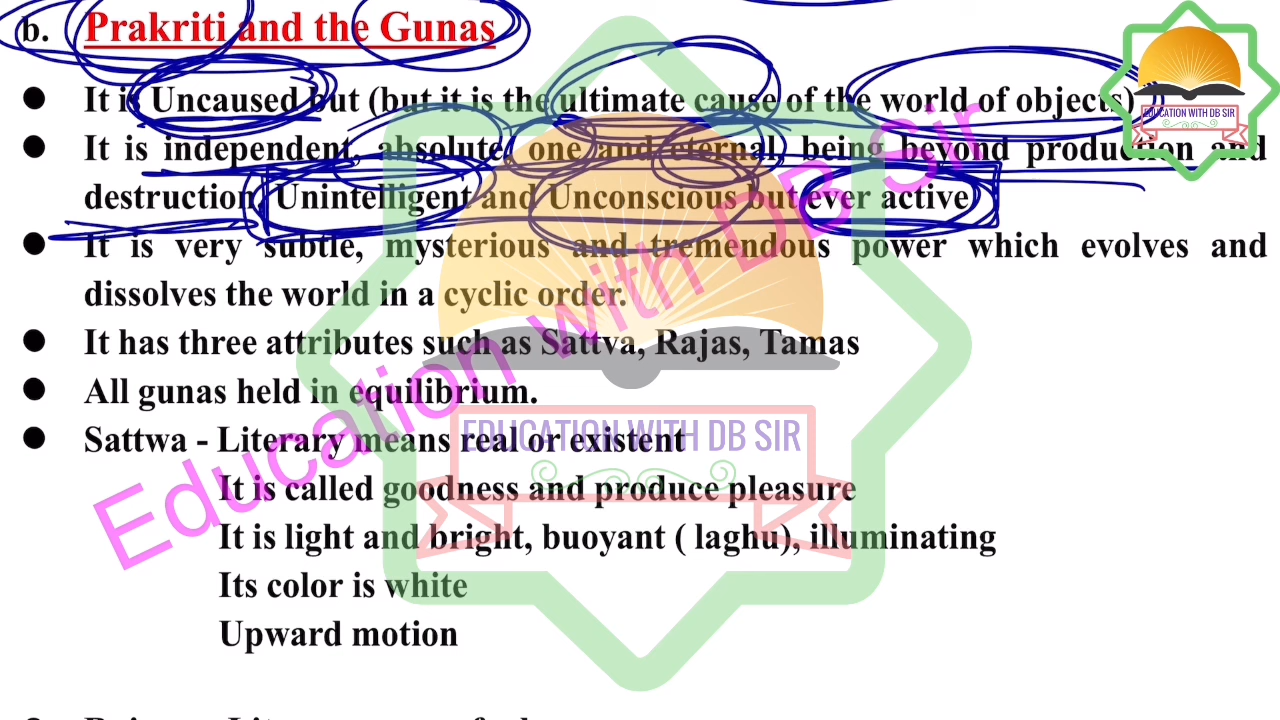 b. Prakriti and the Gunas
● It is Uncaused but (but it is the ultimate cause of the world of objects)
● It is independent, absolute, one and eternal, being beyond production and
destruction, Unintelligent and Unconscious but ever active
● It is very subtle, mysterious and tremendous power which evolves and
dissolves the world in a cyclic order.
● It has three attributes such as Sattva, Rajas, Tamas
● All gunas held in equilibrium.
● Sattwa - Literary means real or existent
It is called goodness and produce pleasure
It is light and bright, buoyant ( laghu), illuminating
Its color is white
Upward motion
EDUCATION WITH DB SIR
EDUCATION WITH DB SIR
Education with DB Sir